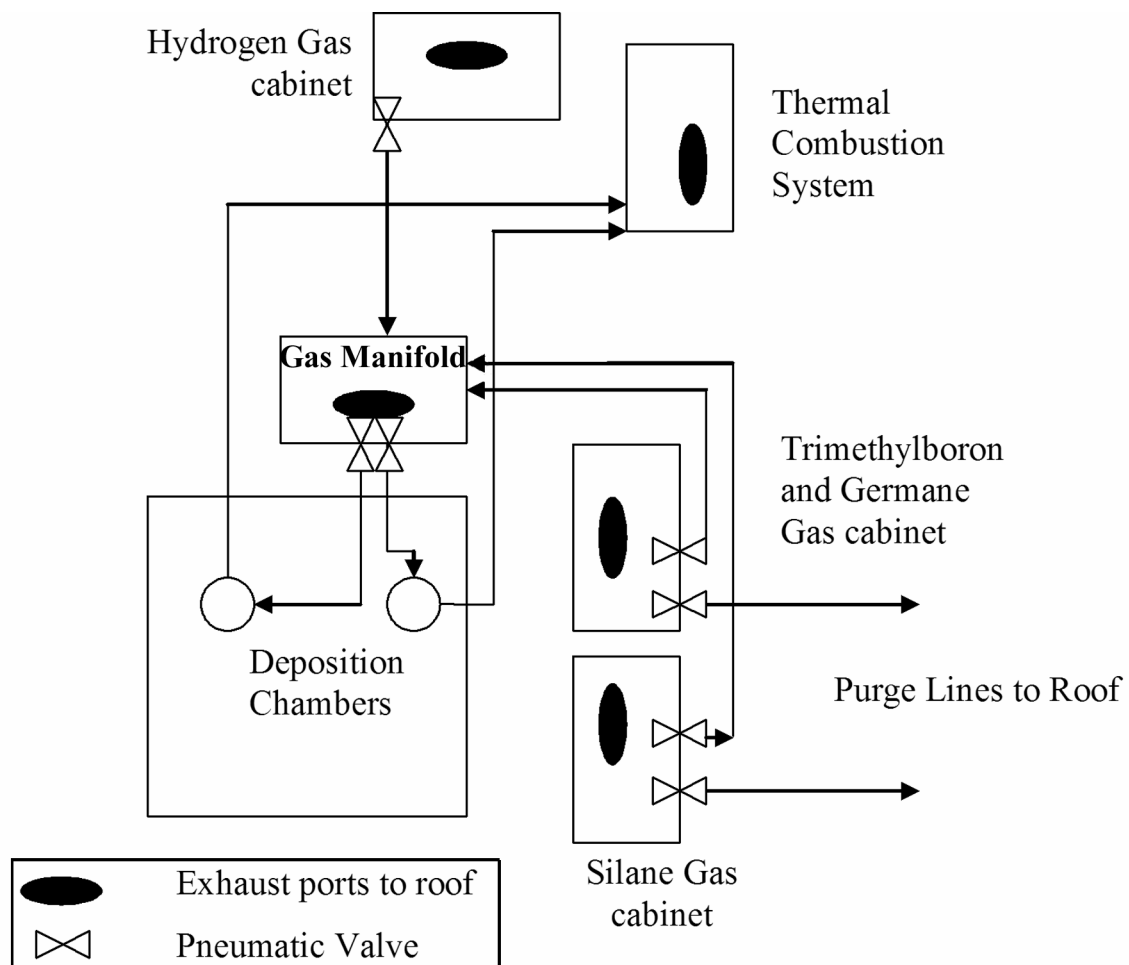 Hydrogen Gas
cabinet
Thermal
Combustion
System
Gas Manifold
Trimethylboron
and Germane
Gas cabinet
Deposition
Chambers
Purge Lines to Roof
Silane Gas
cabinet
Exhaust ports to roof
Pneumatic Valve